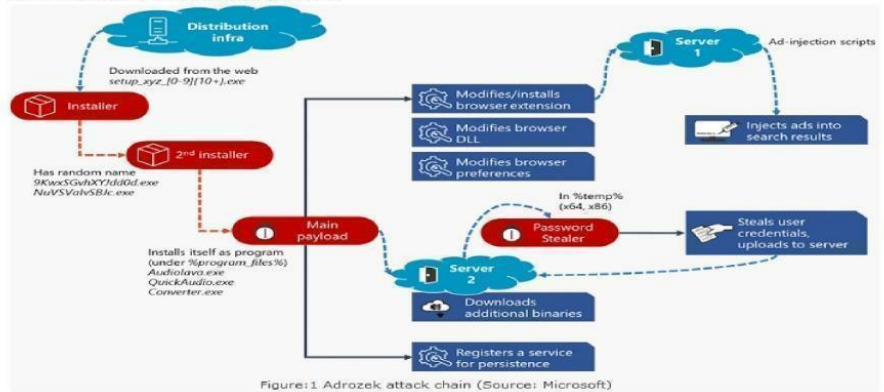 Distribution
infra
Downloaded from the web
setup_xyz_[0-9]{10+}.exe
Installer
2nd installer
Has random name
9KwxSGvhXYJdd0d.exe
NuVSValvSBJc.exe
Main
payload
Installs itself as program
(under %program_files%)
Audiolava.exe
QuickAudio.exe
Converter.exe
Modifies/installs
browser extension
Modifies browser
DLL
Modifies browser
preferences
Server
1
Ad-injection scripts
Injects ads into
search results
In %temp%
(x64, x86)
Password
Stealer
Steals user
credentials,
uploads to server
Server
2
Downloads
additional binaries
Registers a service
for persistence
Figure:1 Adrozek attack chain (Source: Microsoft)